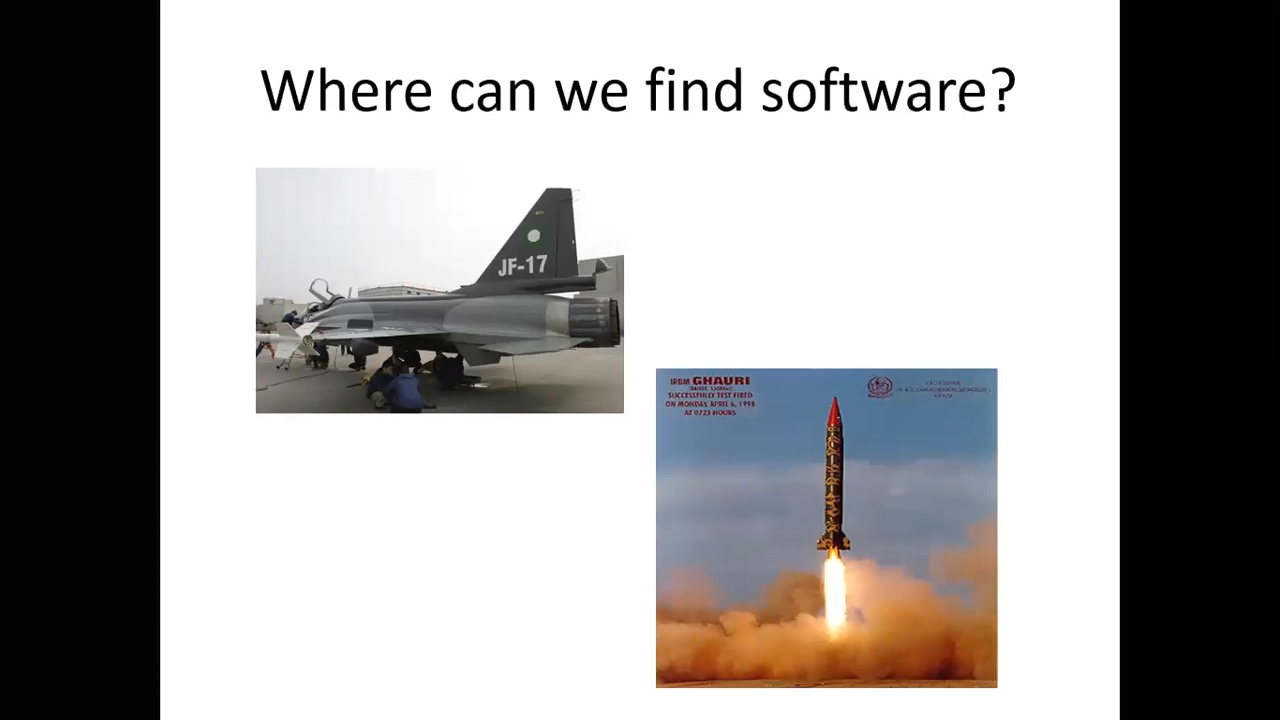 Where can we find software?
JF-17
IRBM GHAURI
SUCCESSFULLY TEST FIRED
ON MONDAY, APRIL 6, 1998
AT 0723 HOURS